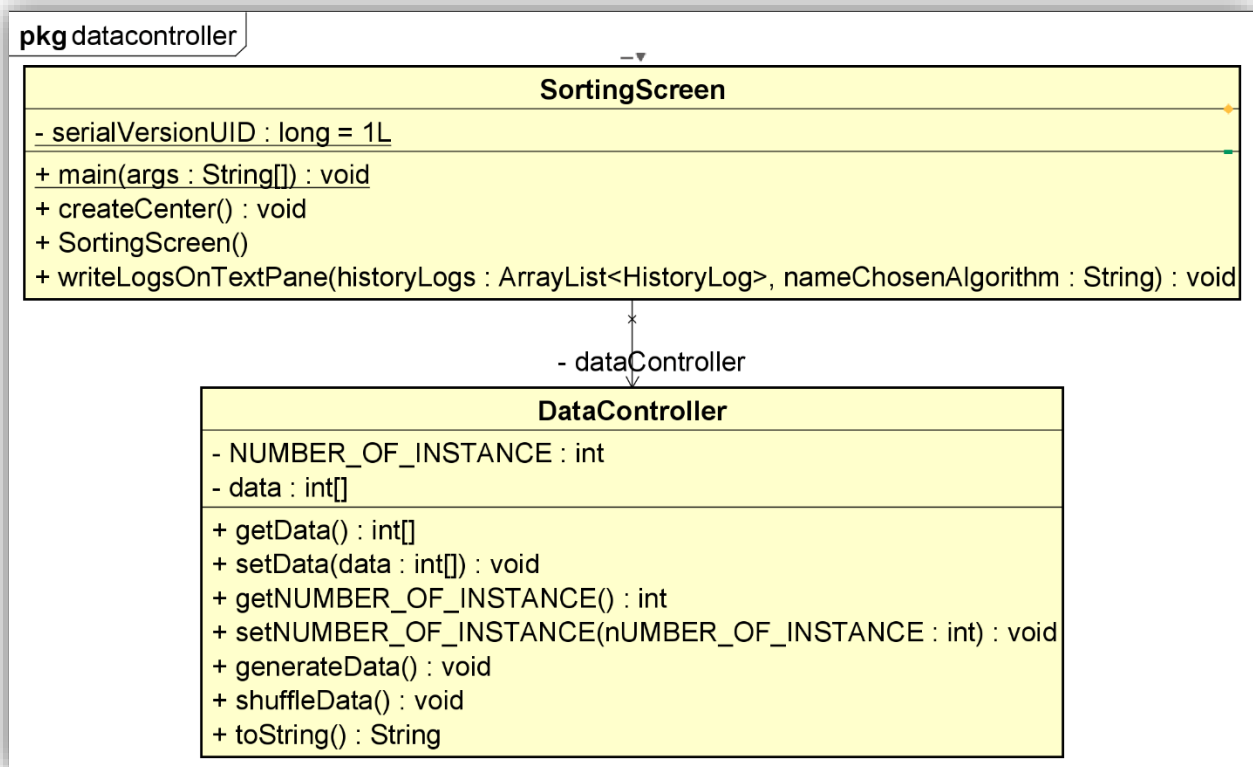 pkg datacontroller
SortingScreen
- serialVersionUID : long = 1L
+ main(args : String[]) : void
+ createCenter() : void
+ SortingScreen()
+ writeLogsOnTextPane(historyLogs : ArrayList<HistoryLog>, nameChosenAlgorithm : String) : void
- dataController
DataController
- NUMBER_OF_INSTANCE : int
- data : int[]
+ getData() : int[]
+ setData(data : int[]) : void
+ getNUMBER_OF_INSTANCE() : int
+ setNUMBER_OF_INSTANCE(nUMBER_OF_INSTANCE : int) : void
+ generateData() : void
+ shuffleData() : void
+ toString() : String